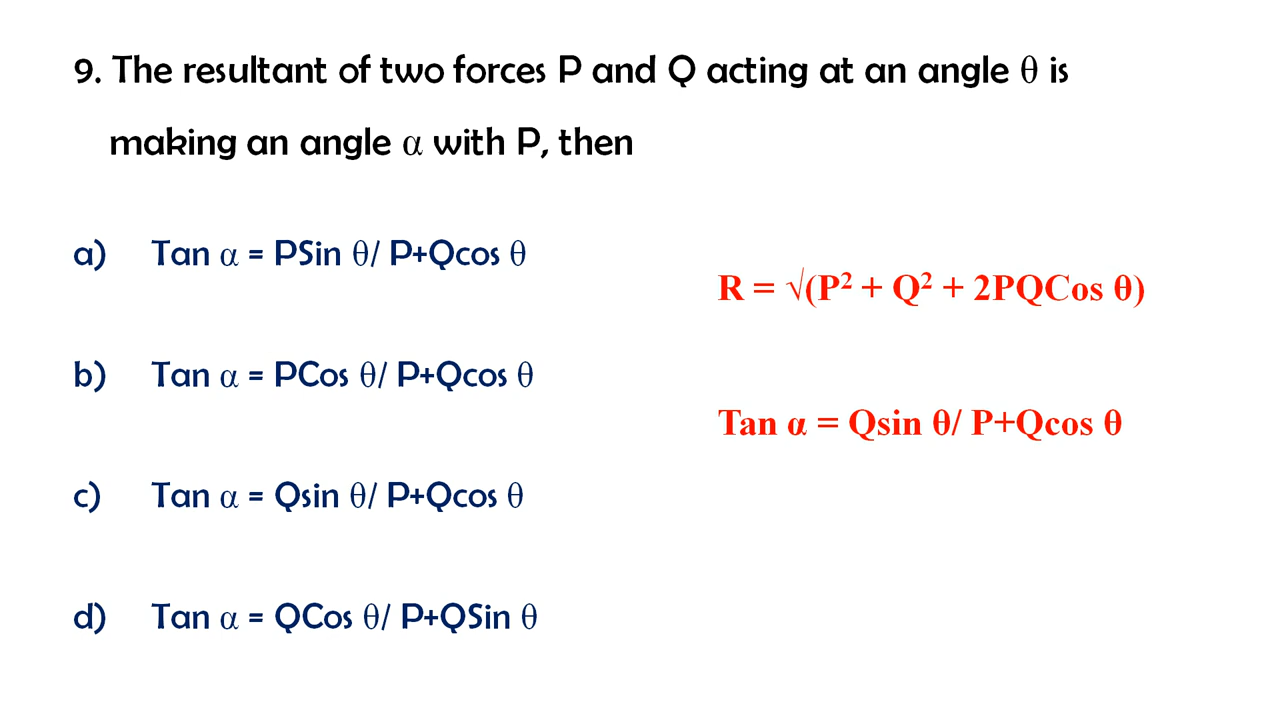 9. The resultant of two forces P and Q acting at an angle θ is
making an angle α with P, then
a) Tan α = PSin θ/ P+Qcos θ
b) Tan α = PCos θ/ P+Qcos θ
c) Tan α = Qsin θ/ P+Qcos θ
d) Tan α = QCos θ/ P+QSin θ
R = √(P² + Q² + 2PQCos θ)
Tan α = Qsin θ/ P+Qcos θ